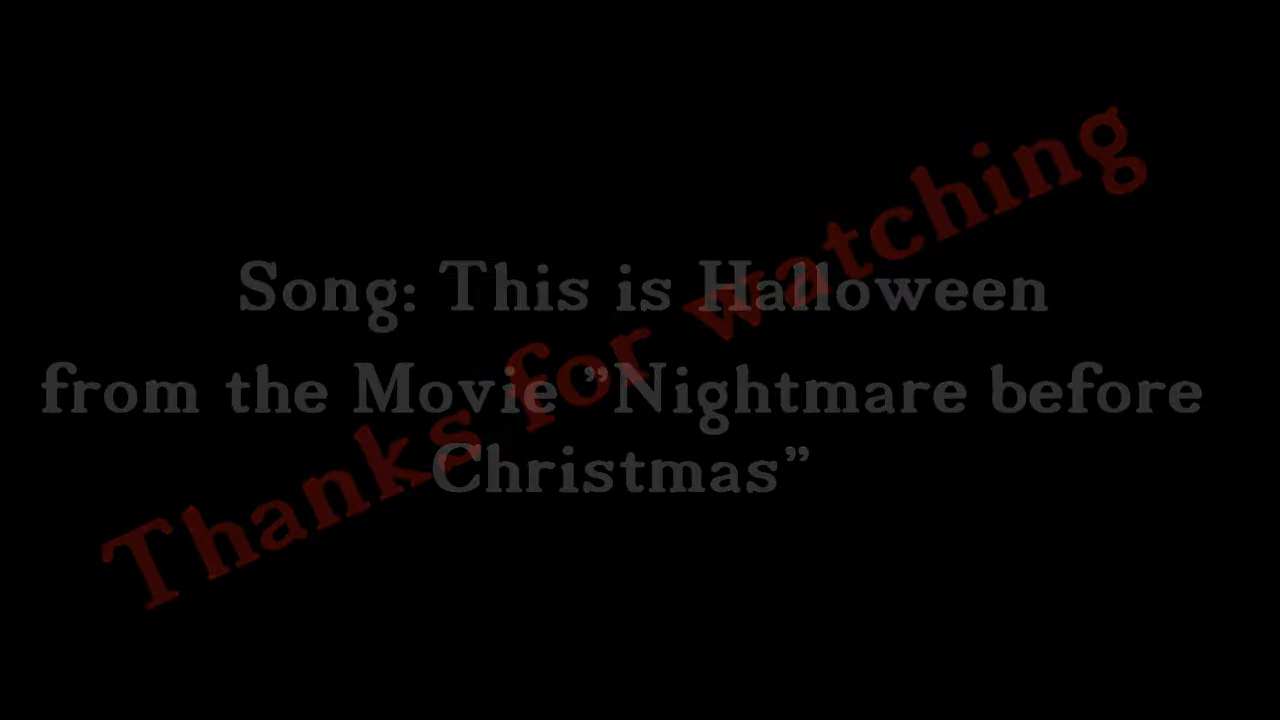 Song: This is Halloween
from the Movie ”Nightmare before
Christmas”
Thanks for watching